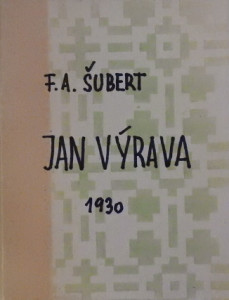 F.A. ŠUBERT
JAN VÝRAVA
1930